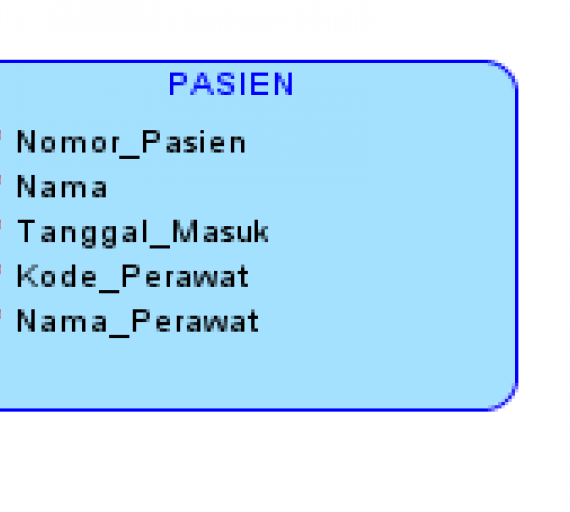 PASIEN
Nomor_Pasien
Nama
Tanggal_Masuk
Kode_Perawat
Nama_Perawat